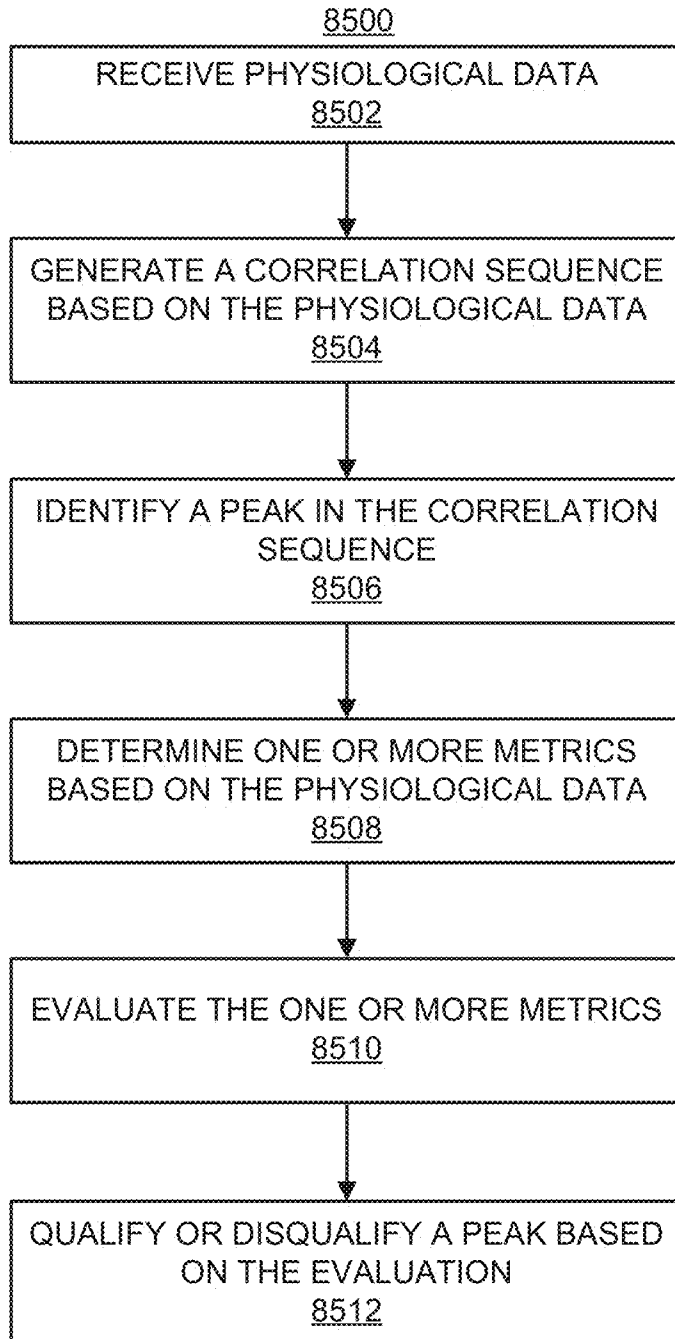 8500
RECEIVE PHYSIOLOGICAL DATA
8502
GENERATE A CORRELATION SEQUENCE
BASED ON THE PHYSIOLOGICAL DATA
8504
IDENTIFY A PEAK IN THE CORRELATION
SEQUENCE
8506
DETERMINE ONE OR MORE METRICS
BASED ON THE PHYSIOLOGICAL DATA
8508
EVALUATE THE ONE OR MORE METRICS
8510
QUALIFY OR DISQUALIFY A PEAK BASED
ON THE EVALUATION
8512